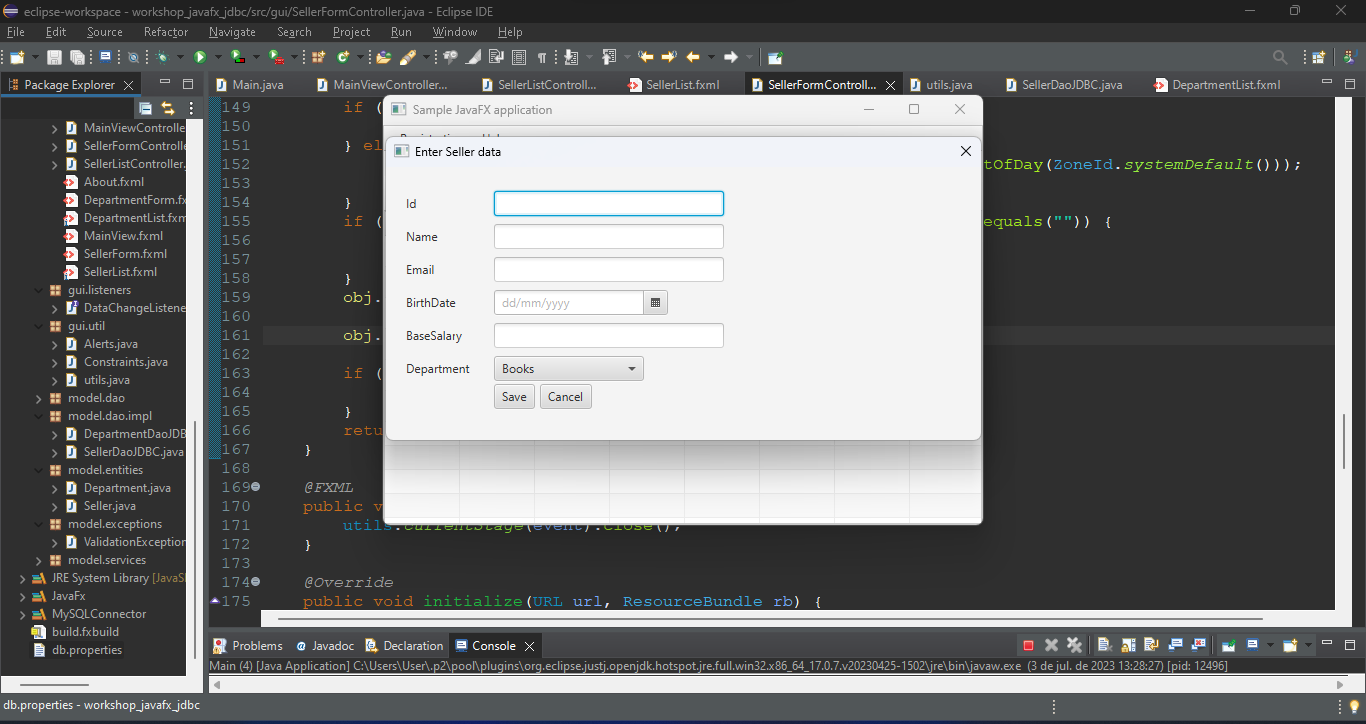 eclipse-workspace - workshop_javafx_jdbc/src/gui/SellerFormController.java - Eclipse IDE
File Edit Source Refactor Navigate Search Project Run Window Help
Package Explorer
Main.java MainViewController... SellerListControll... SellerList.fxml SellerFormControll... utils.java SellerDaoJDBC.java DepartmentList.fxml
MainViewControlle
SellerFormControlle
SellerListController.
About.fxml
DepartmentForm.fx
DepartmentList.fxm
MainView.fxml
SellerForm.fxml
SellerList.fxml
gui.listeners
DataChangeListene
gui.util
Alerts.java
Constraints.java
utils.java
model.dao
model.dao.impl
DepartmentDaoJDB
SellerDaoJDBC.java
model.entities
Department.java
Seller.java
model.exceptions
ValidationException
model.services
JRE System Library [JavaS
JavaFx
MySQLConnector
build.fxbuild
db.properties
149 if (
150
151 } el
152 tOfDay(ZoneId.systemDefault()));
153
154 }
155 if ( equals("")) {
156
157
158 }
159 obj.
160
161 obj.
162
163 if (
164
165 }
166 retu
167 }
168
169 @FXML
170 public v
171 utils.currentStage(event).close();
172 }
173
174 @Override
175 public void initialize(URL url, ResourceBundle rb) {
Sample JavaFX application
Enter Seller data
Id
Name
Email
BirthDate dd/mm/yyyy
BaseSalary
Department Books
Save Cancel
Problems @ Javadoc Declaration Console
Main (4) [Java Application] C:\Users\User\.p2\pool\plugins\org.eclipse.justj.openjdk.hotspot.jre.full.win32.x86_64_17.0.7.v20230425-1502\jre\bin\javaw.exe (3 de jul. de 2023 13:28:27) [pid: 12496]
db.properties - workshop_javafx_jdbc